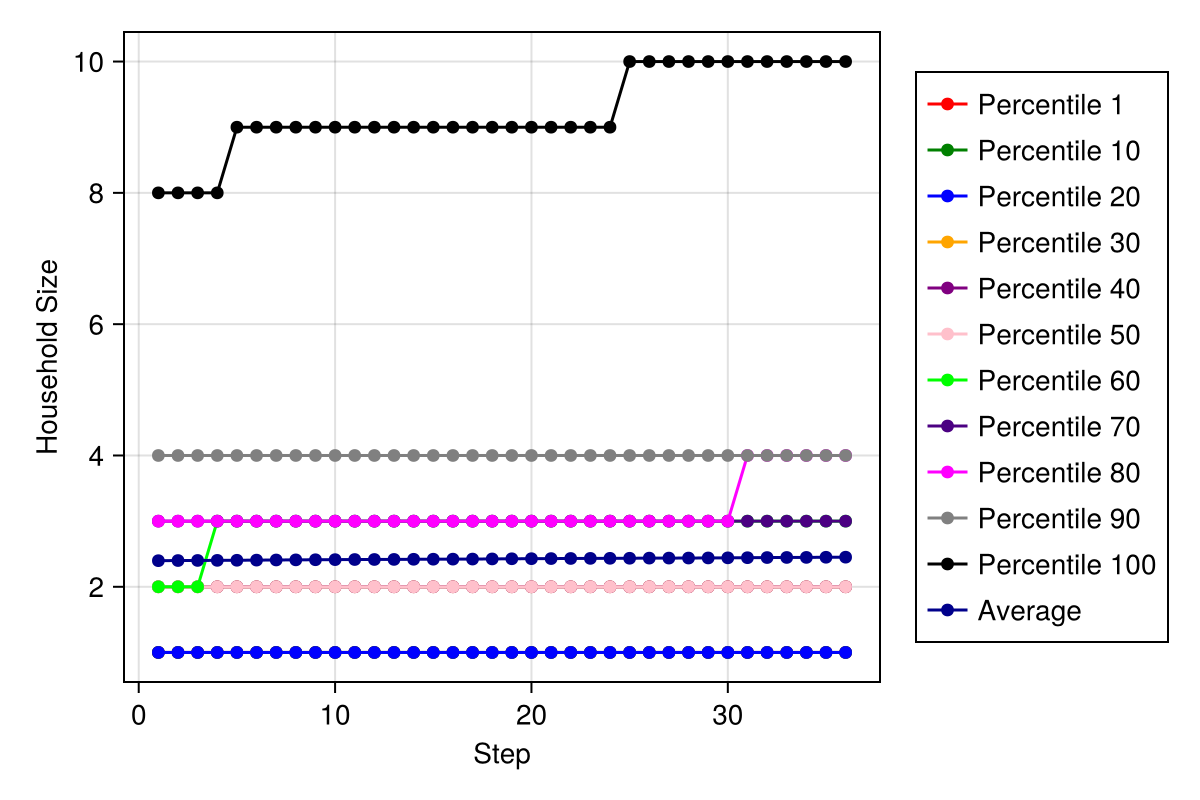 10
8
6
4
2
Household Size
0
10
20
30
Step
Percentile 1
Percentile 10
Percentile 20
Percentile 30
Percentile 40
Percentile 50
Percentile 60
Percentile 70
Percentile 80
Percentile 90
Percentile 100
Average